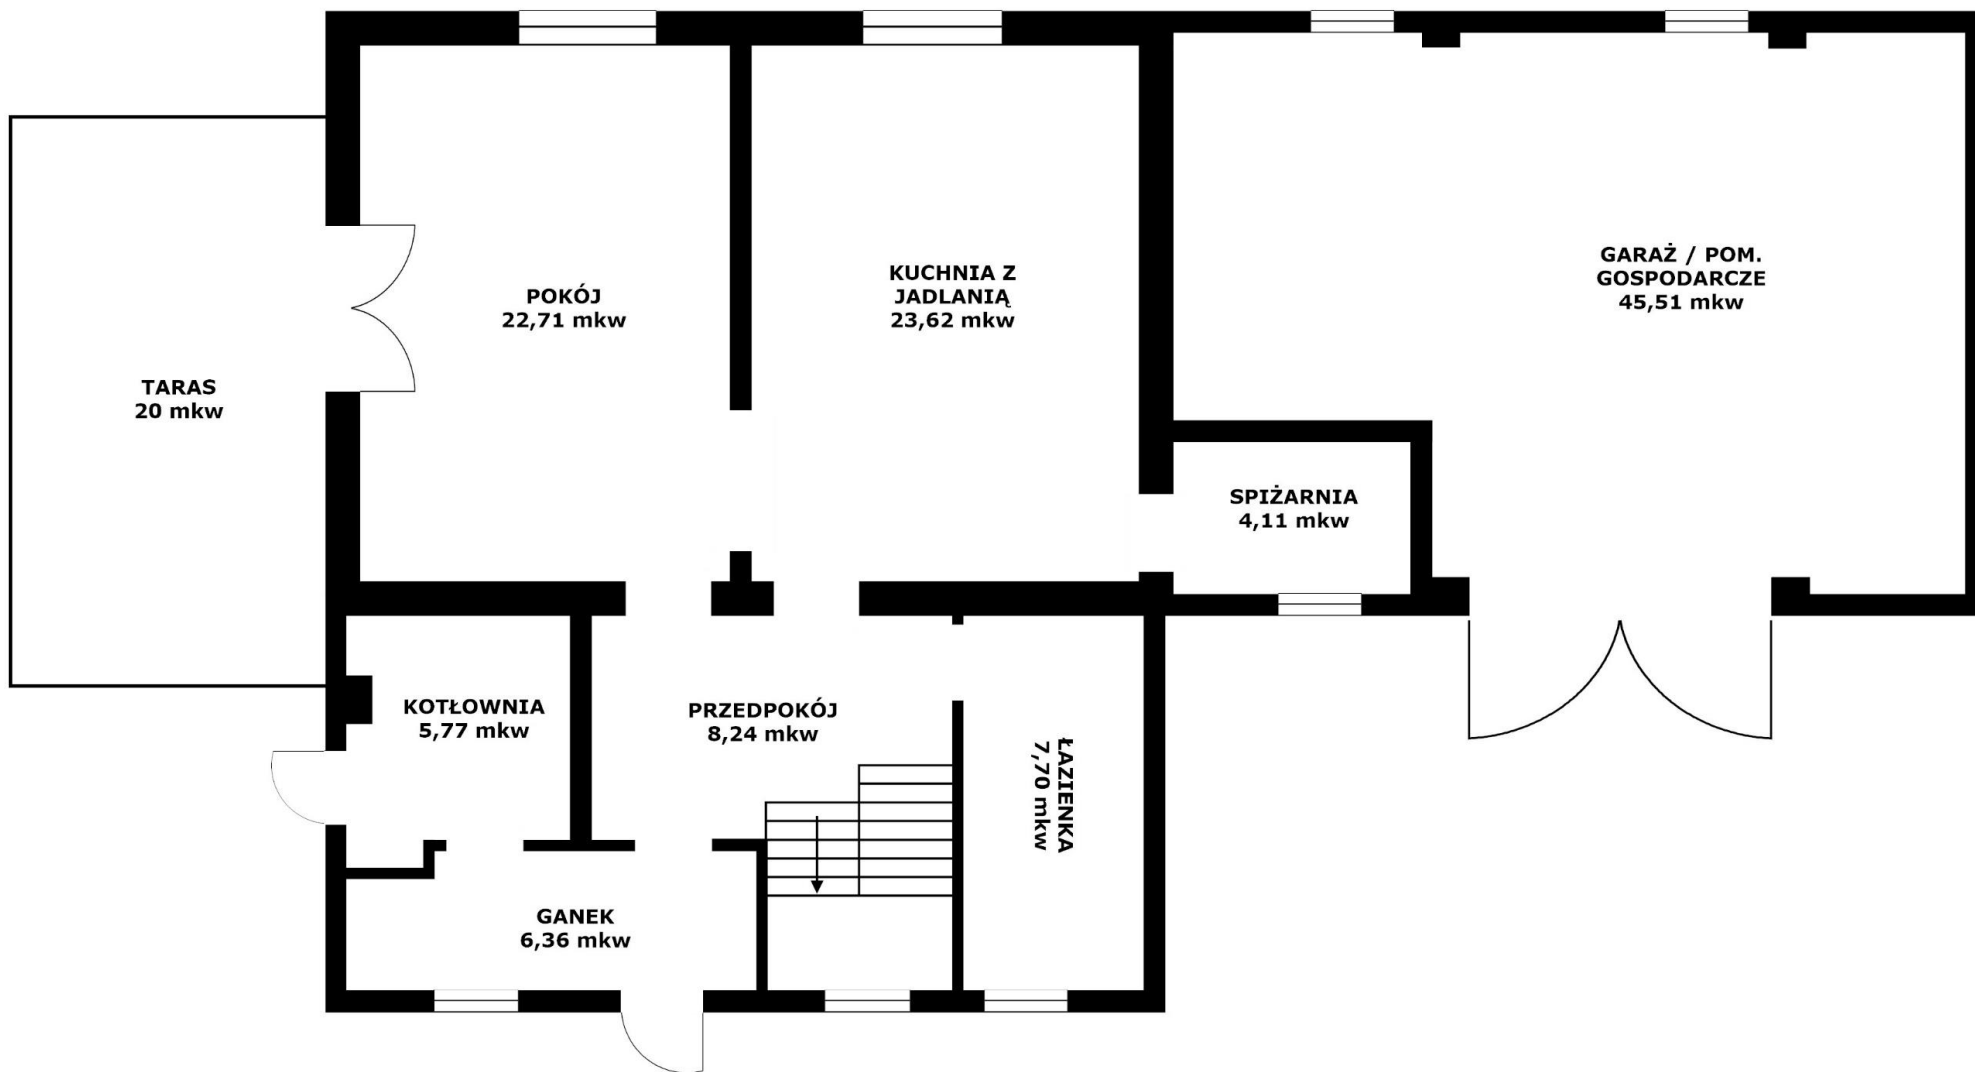 TARAS
20 mkw
POKÓJ
22,71 mkw
KUCHNIA Z
JADLANIĄ
23,62 mkw
GARAŻ / POM.
GOSPODARCZE
45,51 mkw
SPIŻARNIA
4,11 mkw
KOTŁOWNIA
5,77 mkw
PRZEDPOKÓJ
8,24 mkw
ŁAZIENKA
7,70 mkw
GANEK
6,36 mkw